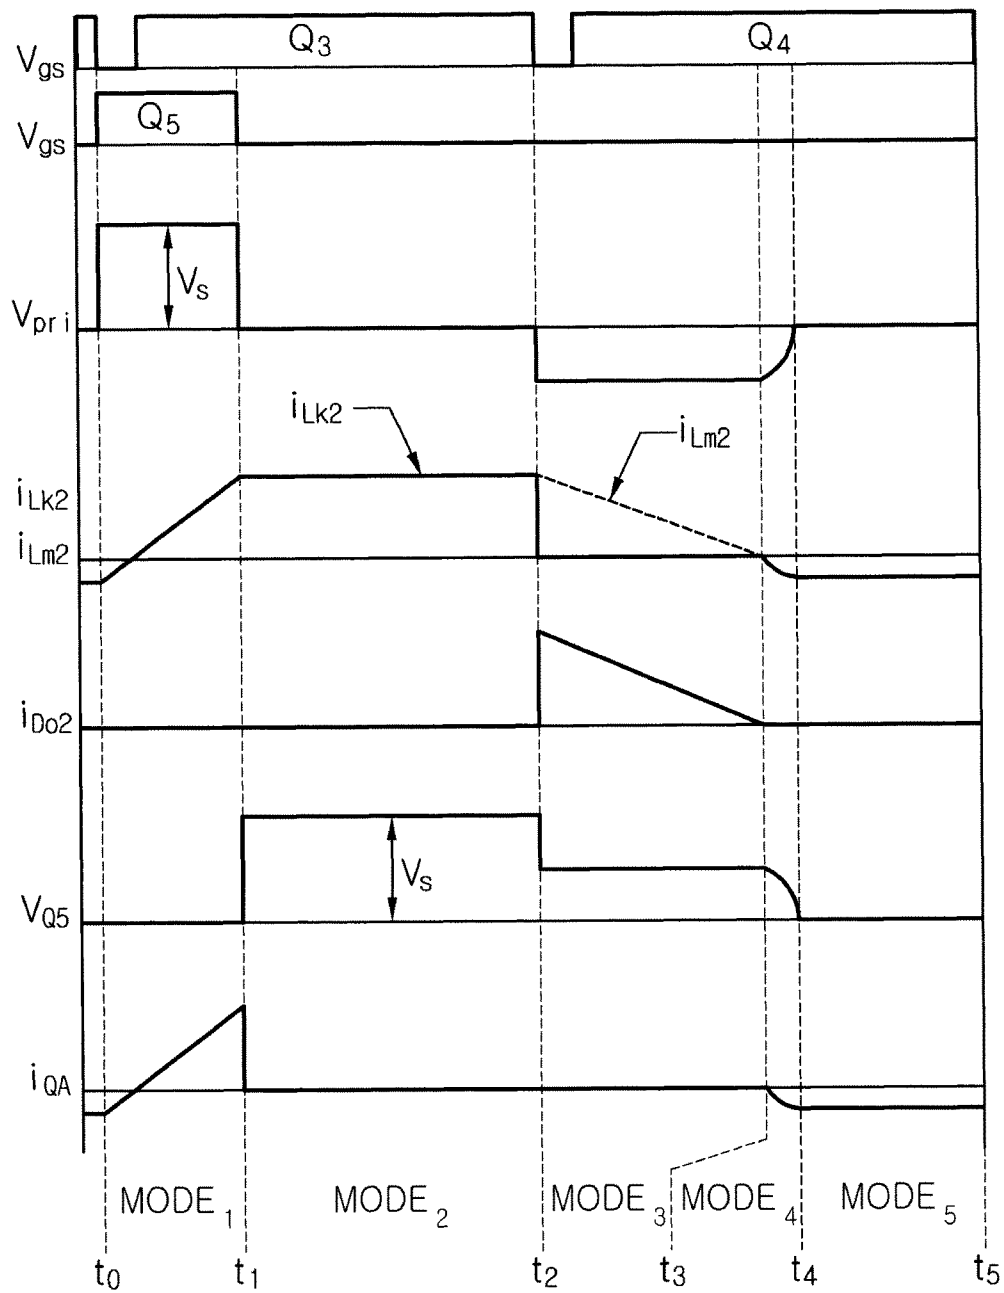 Q3
Q4
Vgs
Q5
Vgs
Vs
Vpri
iLk2
iLm2
iLk2
iLm2
iDo2
Vs
VQ5
iQA
MODE1
MODE2
MODE3
MODE4
MODE5
t0
t1
t2
t3
t4
t5